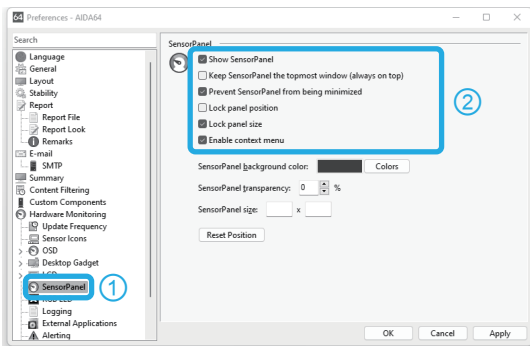 64 Preferences - AIDA64
Search
Language
General
Layout
Stability
Report
Report File
Report Look
Remarks
E-mail
SMTP
Summary
Content Filtering
Custom Components
Hardware Monitoring
Update Frequency
Sensor Icons
OSD
Desktop Gadget
LCD
SensorPanel
1
Logging
External Applications
Alerting
SensorPanel
Show SensorPanel
Keep SensorPanel the topmost window (always on top)
Prevent SensorPanel from being minimized
Lock panel position
Lock panel size
Enable context menu
2
SensorPanel background color: Colors
SensorPanel transparency: 0 %
SensorPanel size: x
Reset Position
OK Cancel Apply